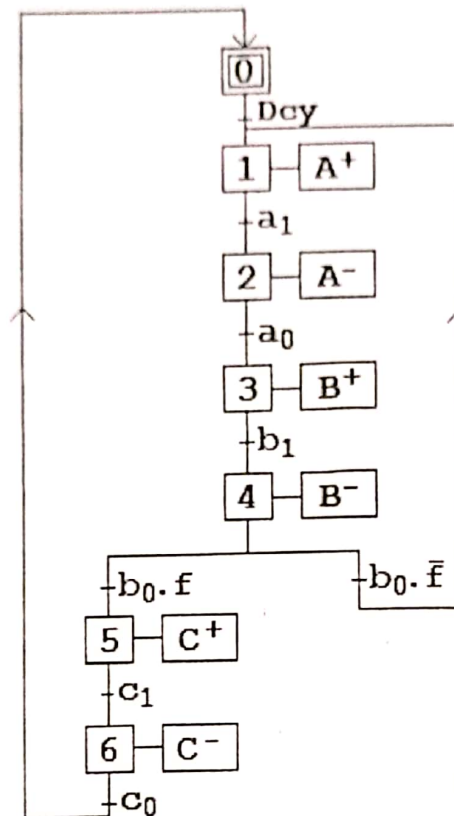 0
Dcy
1 A⁺
a₁
2 A⁻
a₀
3 B⁺
b₁
4 B⁻
b₀.f b₀.f̄
5 C⁺
c₁
6 C⁻
c₀